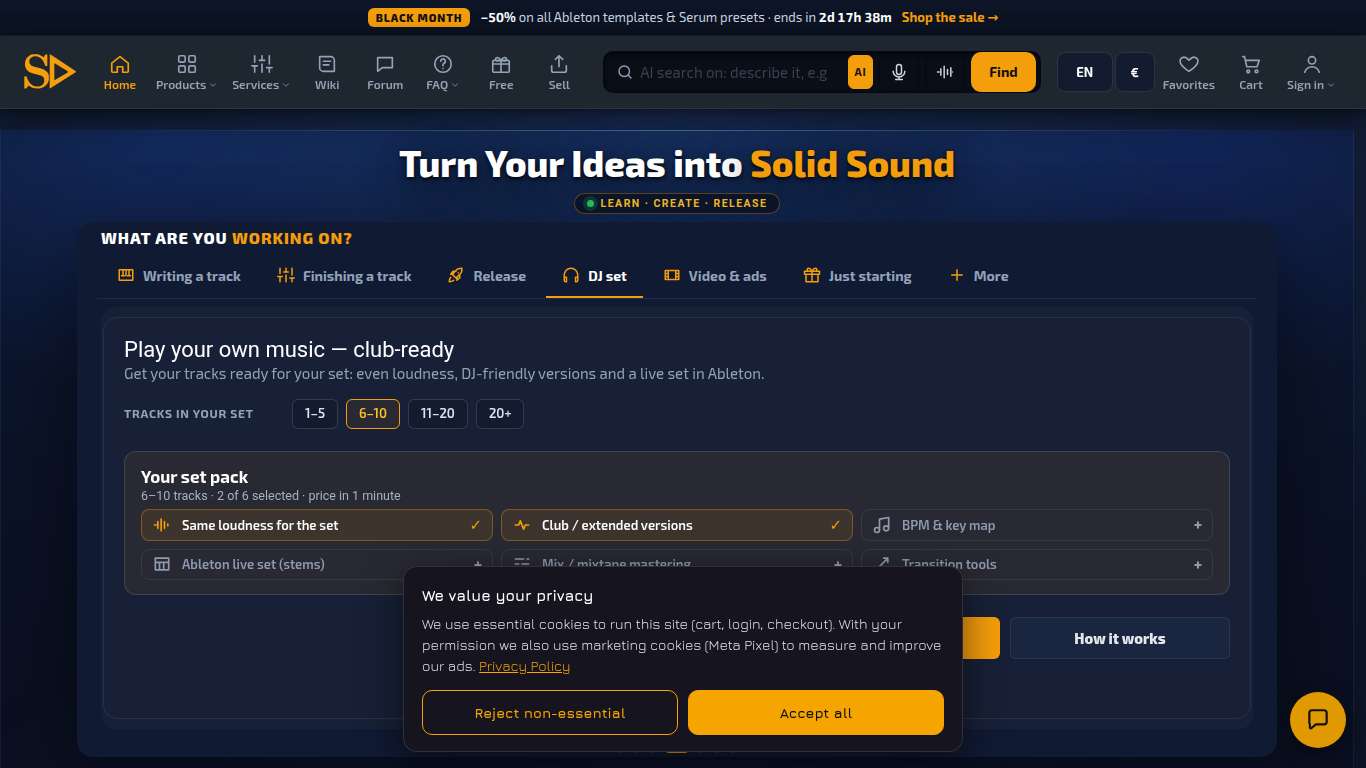 BLACK MONTH −50% on all Ableton templates & Serum presets · ends in 2d 17h 38m Shop the sale →
Home
Products
Services
Wiki
Forum
FAQ
Free
Sell
AI search on: describe it, e.g
AI
Find
EN
€
Favorites
Cart
Sign in
Turn Your Ideas into Solid Sound
LEARN · CREATE · RELEASE
WHAT ARE YOU WORKING ON?
Writing a track
Finishing a track
Release
DJ set
Video & ads
Just starting
More
Play your own music — club-ready
Get your tracks ready for your set: even loudness, DJ-friendly versions and a live set in Ableton.
TRACKS IN YOUR SET
1–5
6–10
11–20
20+
Your set pack
6–10 tracks · 2 of 6 selected · price in 1 minute
Same loudness for the set ✓
Club / extended versions ✓
BPM & key map +
Ableton live set (stems) +
Mix / mixtape mastering +
Transition tools +
How it works
We value your privacy
We use essential cookies to run this site (cart, login, checkout). With your
permission we also use marketing cookies (Meta Pixel) to measure and improve
our ads. Privacy Policy
Reject non-essential
Accept all